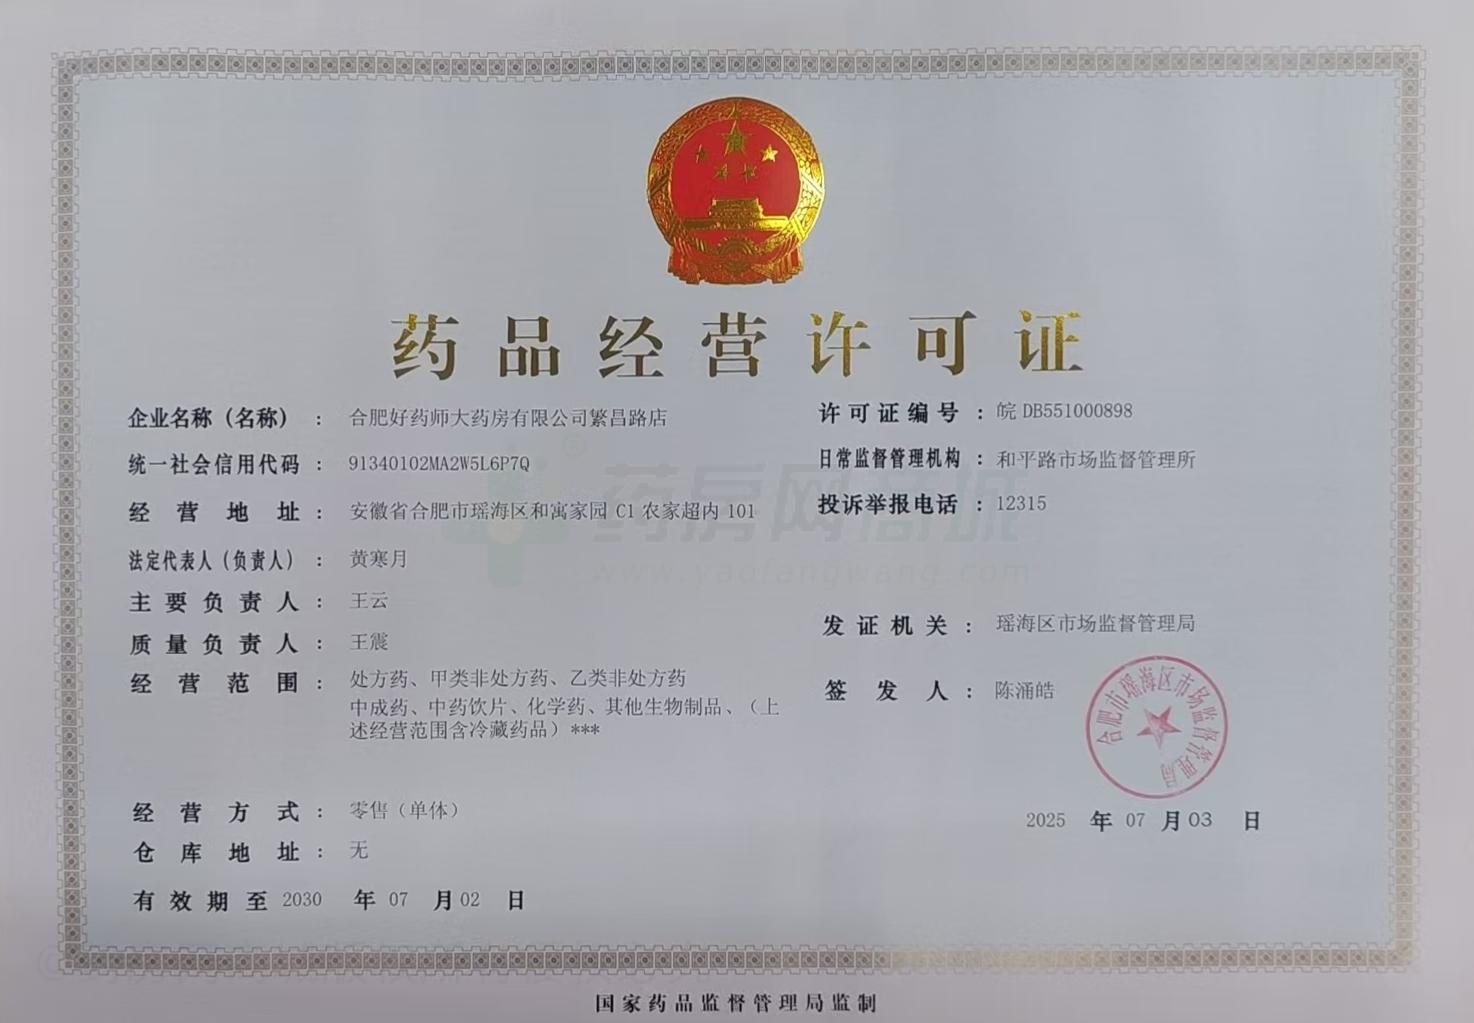 药品经营许可证
企业名称（名称）：合肥好药师大药房有限公司繁昌路店
许可证编号：皖DB551000898
统一社会信用代码：91340102MA2W5L6P7Q
日常监督管理机构：和平路市场监督管理所
经营地址：安徽省合肥市瑶海区和寓家园 C1 农家超内 101
投诉举报电话：12315
法定代表人（负责人）：黄寒月
主要负责人：王云
质量负责人：王震
发证机关：瑶海区市场监督管理局
经营范围：处方药、甲类非处方药、乙类非处方药
中成药、中药饮片、化学药、其他生物制品、（上
述经营范围含冷藏药品）***
签发人：陈涌皓
合肥市瑶海区市场监督管理局
经营方式：零售（单体）
2025 年 07 月 03 日
仓库地址：无
有效期至 2030 年 07 月 02 日
国家药品监督管理局监制
药房网商城
www.yaofangwang.com